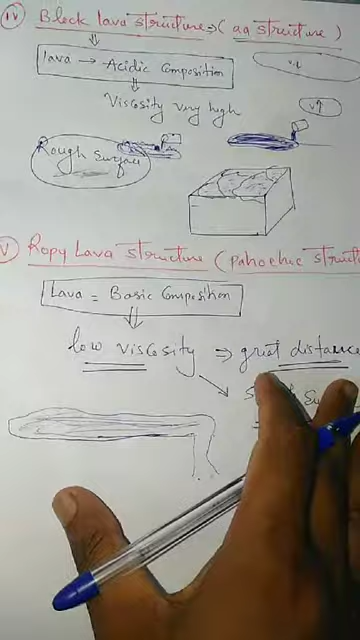 IV) Block lava structure ⇒ (aa structure)
lava → Acidic Composition
v↓
Viscosity very high
v↑
Rough Surface
V) Ropy Lava structure (pahoehoe struct
Lava = Basic Composition
low viscosity ⇒ great distance